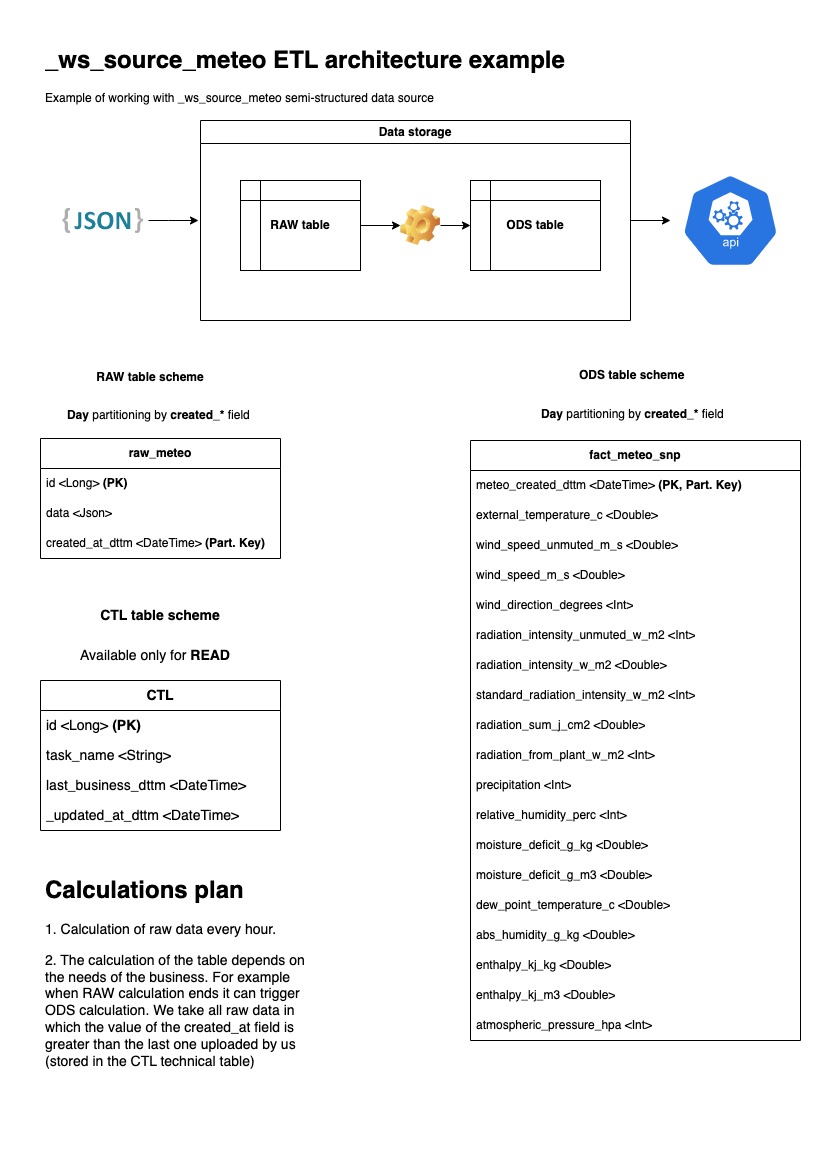 _ws_source_meteo ETL architecture example
Example of working with _ws_source_meteo semi-structured data source
Data storage
{JSON}
RAW table
ODS table
api
RAW table scheme
Day partitioning by created_* field
raw_meteo
id <Long> (PK)
data <Json>
created_at_dttm <DateTime> (Part. Key)
CTL table scheme
Available only for READ
CTL
id <Long> (PK)
task_name <String>
last_business_dttm <DateTime>
_updated_at_dttm <DateTime>
Calculations plan
1. Calculation of raw data every hour.
2. The calculation of the table depends on
the needs of the business. For example
when RAW calculation ends it can trigger
ODS calculation. We take all raw data in
which the value of the created_at field is
greater than the last one uploaded by us
(stored in the CTL technical table)
ODS table scheme
Day partitioning by created_* field
fact_meteo_snp
meteo_created_dttm <DateTime> (PK, Part. Key)
external_temperature_c <Double>
wind_speed_unmuted_m_s <Double>
wind_speed_m_s <Double>
wind_direction_degrees <Int>
radiation_intensity_unmuted_w_m2 <Int>
radiation_intensity_w_m2 <Double>
standard_radiation_intensity_w_m2 <Int>
radiation_sum_j_cm2 <Double>
radiation_from_plant_w_m2 <Int>
precipitation <Int>
relative_humidity_perc <Int>
moisture_deficit_g_kg <Double>
moisture_deficit_g_m3 <Double>
dew_point_temperature_c <Double>
abs_humidity_g_kg <Double>
enthalpy_kj_kg <Double>
enthalpy_kj_m3 <Double>
atmospheric_pressure_hpa <Int>